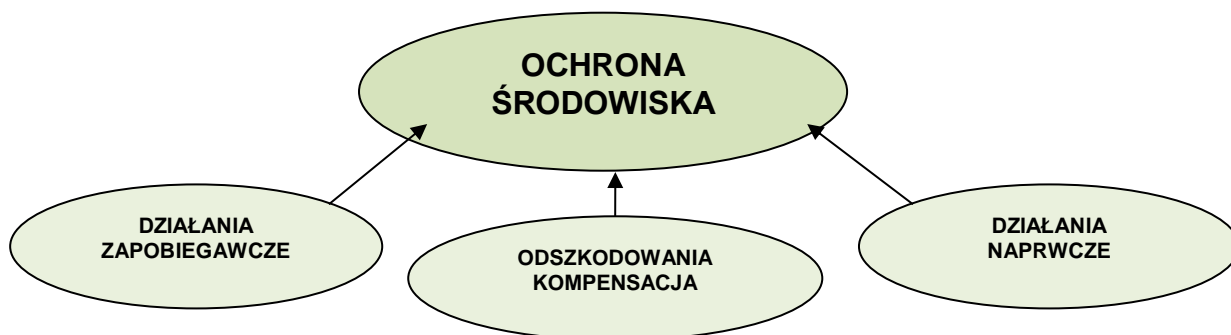 OCHRONA
ŚRODOWISKA
DZIAŁANIA
ZAPOBIEGAWCZE
ODSZKODOWANIA
KOMPENSACJA
DZIAŁANIA
NAPRWCZE